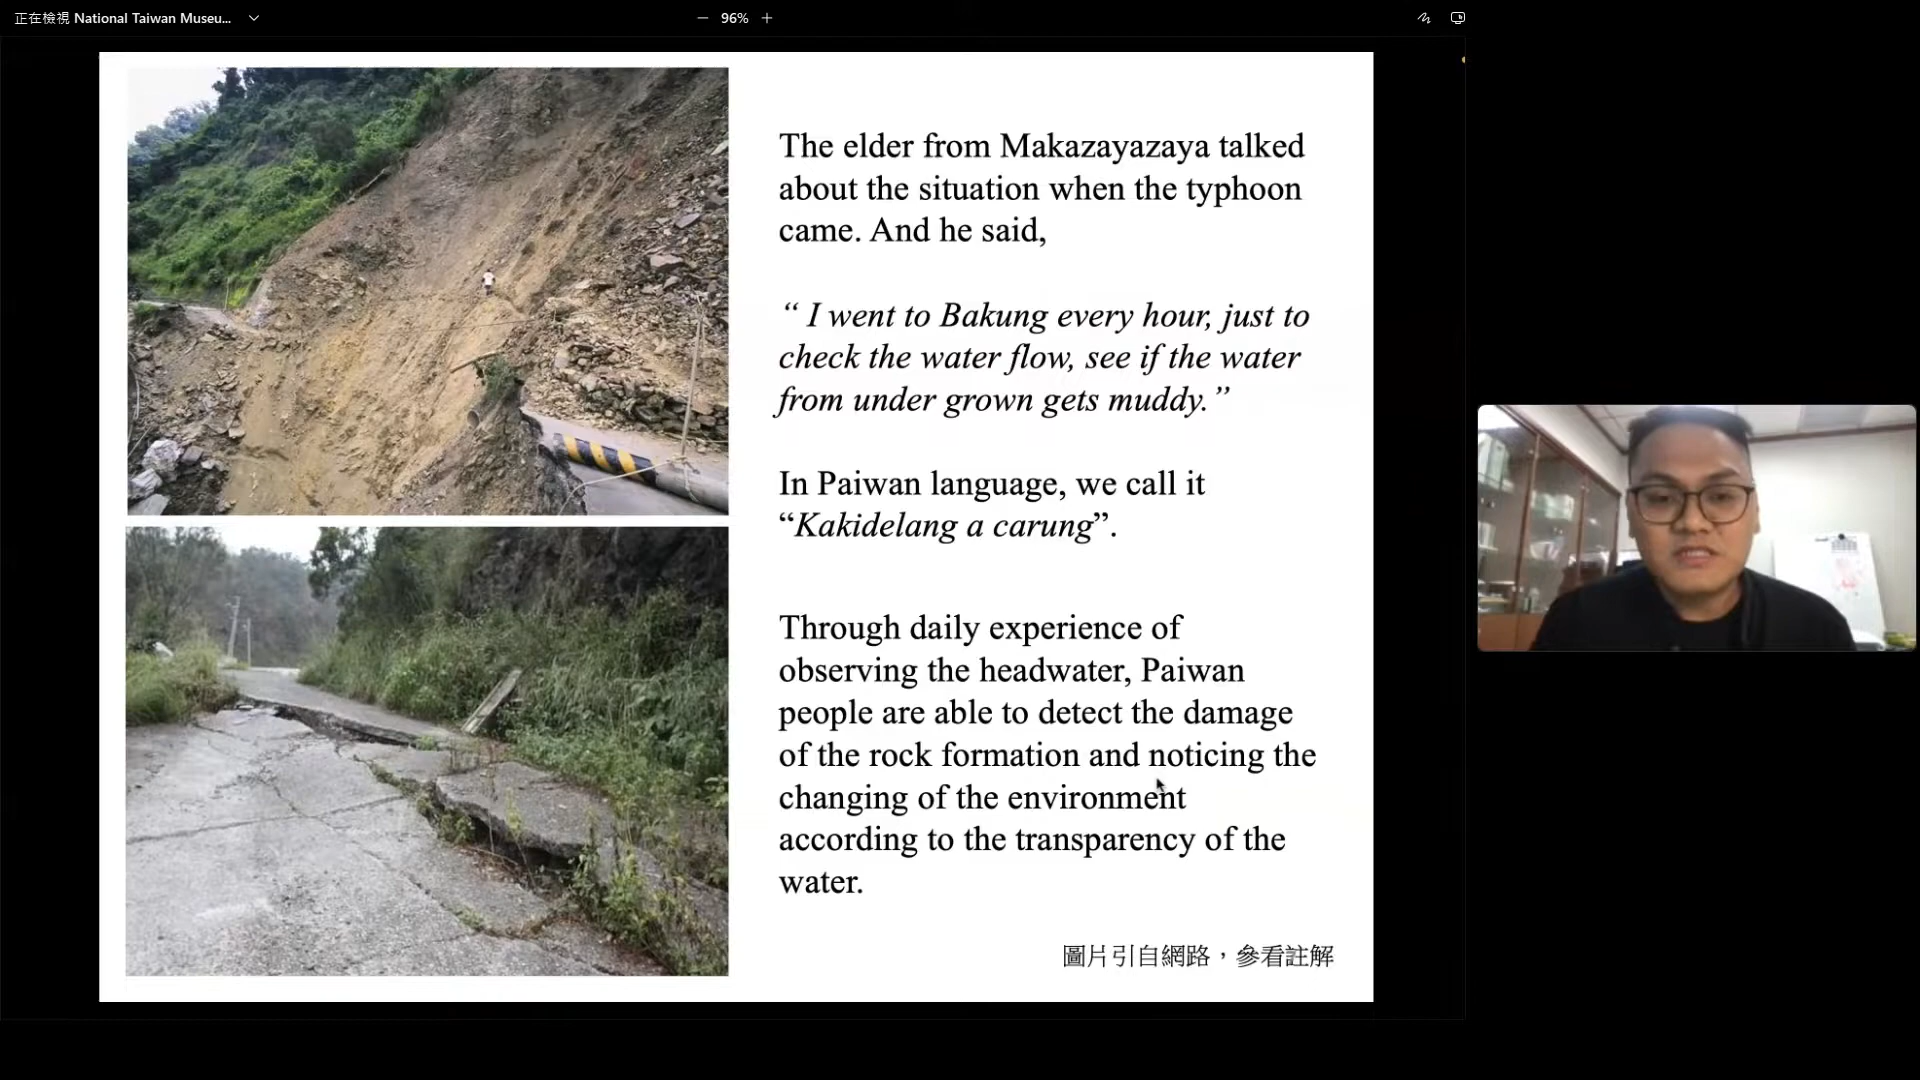 正在檢視 National Taiwan Museu...
96%
The elder from Makazayazaya talked
about the situation when the typhoon
came. And he said,
“ I went to Bakung every hour, just to
check the water flow, see if the water
from under grown gets muddy.”
In Paiwan language, we call it
“Kakidelang a carung”.
Through daily experience of
observing the headwater, Paiwan
people are able to detect the damage
of the rock formation and noticing the
changing of the environment
according to the transparency of the
water.
圖片引自網路，參看註解